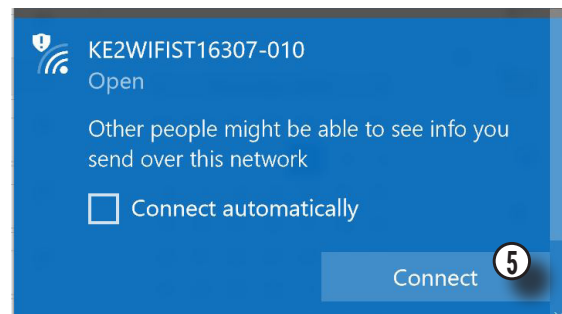 KE2WIFIST16307-010
Open
Other people might be able to see info you
send over this network
Connect automatically
Connect
5